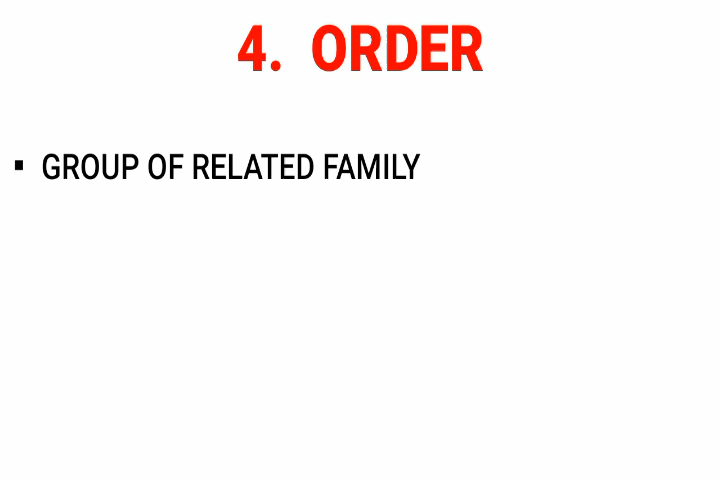 4. ORDER
▪ GROUP OF RELATED FAMILY